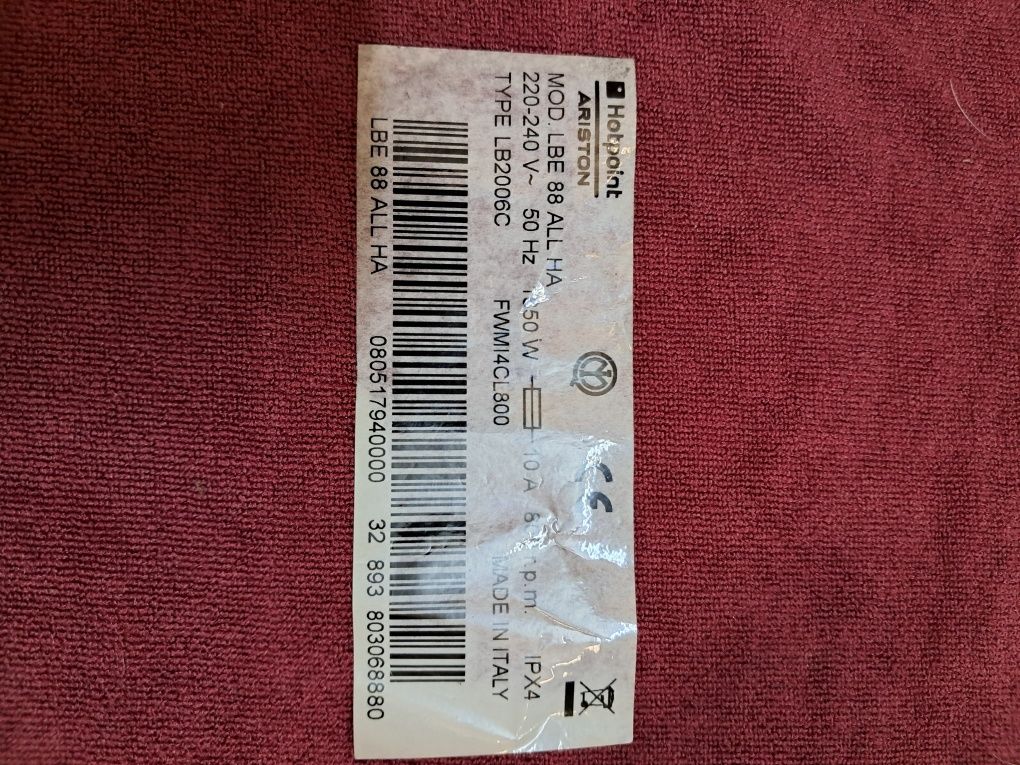 Hotpoint
ARISTON
MOD. LBE 88 ALL HA
220-240 V~ 50 Hz W 10 A IPX4
TYPE LB2006C FWMI4CL800 MADE IN ITALY
LBE 88 ALL HA 080517940000 32 893 803068880